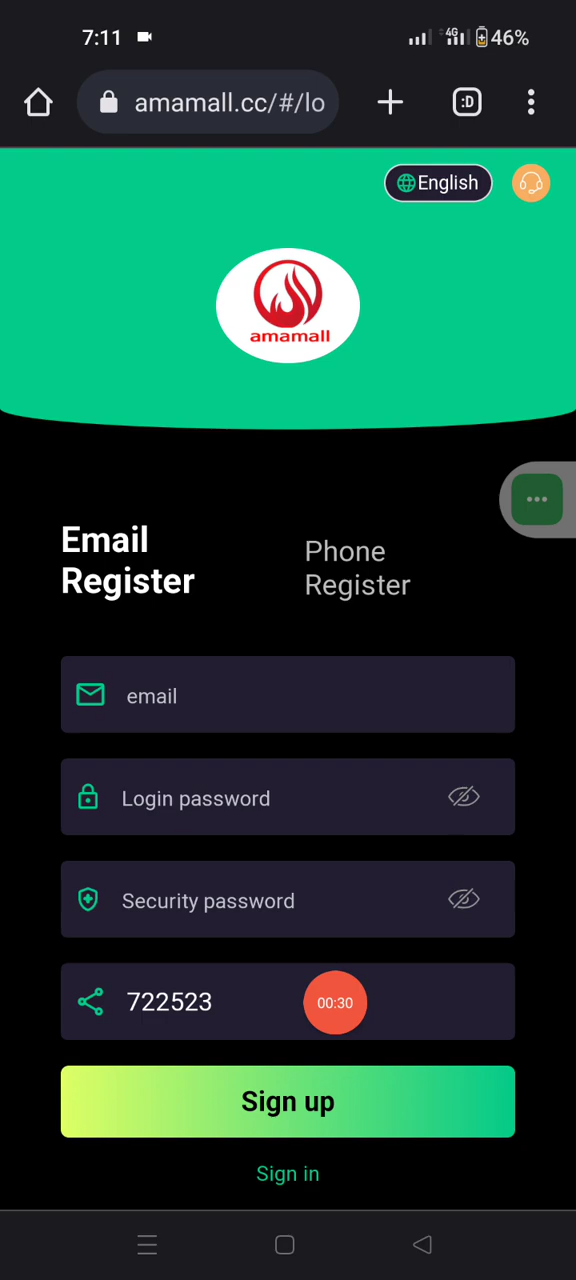 7:11
4G
46%
amamall.cc/#/lo
:D
English
amamall
Email
Register
Phone
Register
email
Login password
Security password
722523
00:30
Sign up
Sign in